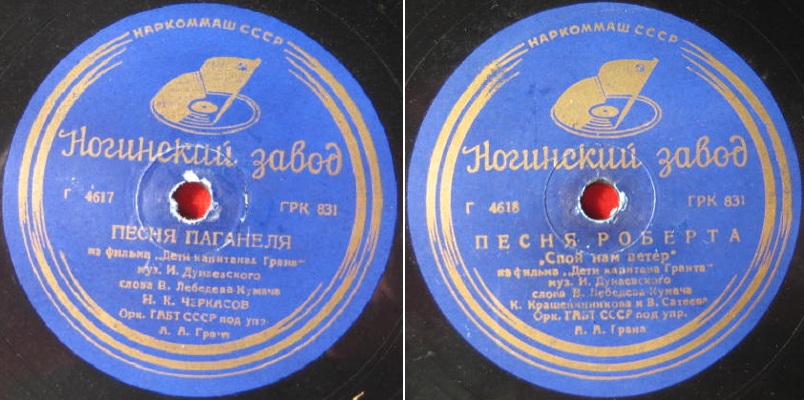 НАРКОММАШ СССР
Ногинский завод
Г 4617 ГРК 831
ПЕСНЯ ПАГАНЕЛЯ
из фильма „Дети капитана Гранта"
муз. И. Дунаевского
слова В. Лебедева-Кумача
Н. К. ЧЕРКАСОВ
Орк. ГАБТ СССР под упр.
А. А. Грана
НАРКОММАШ СССР
Ногинский завод
Г 4618 ГРК 831
ПЕСНЯ РОБЕРТА
„Спой нам ветер"
из фильма „Дети капитана Гранта"
муз. И. Дунаевского
слова В. Лебедева-Кумача
К. Крашенинникова и В. Сатеева
Орк. ГАБТ СССР под упр.
А. А. Грана